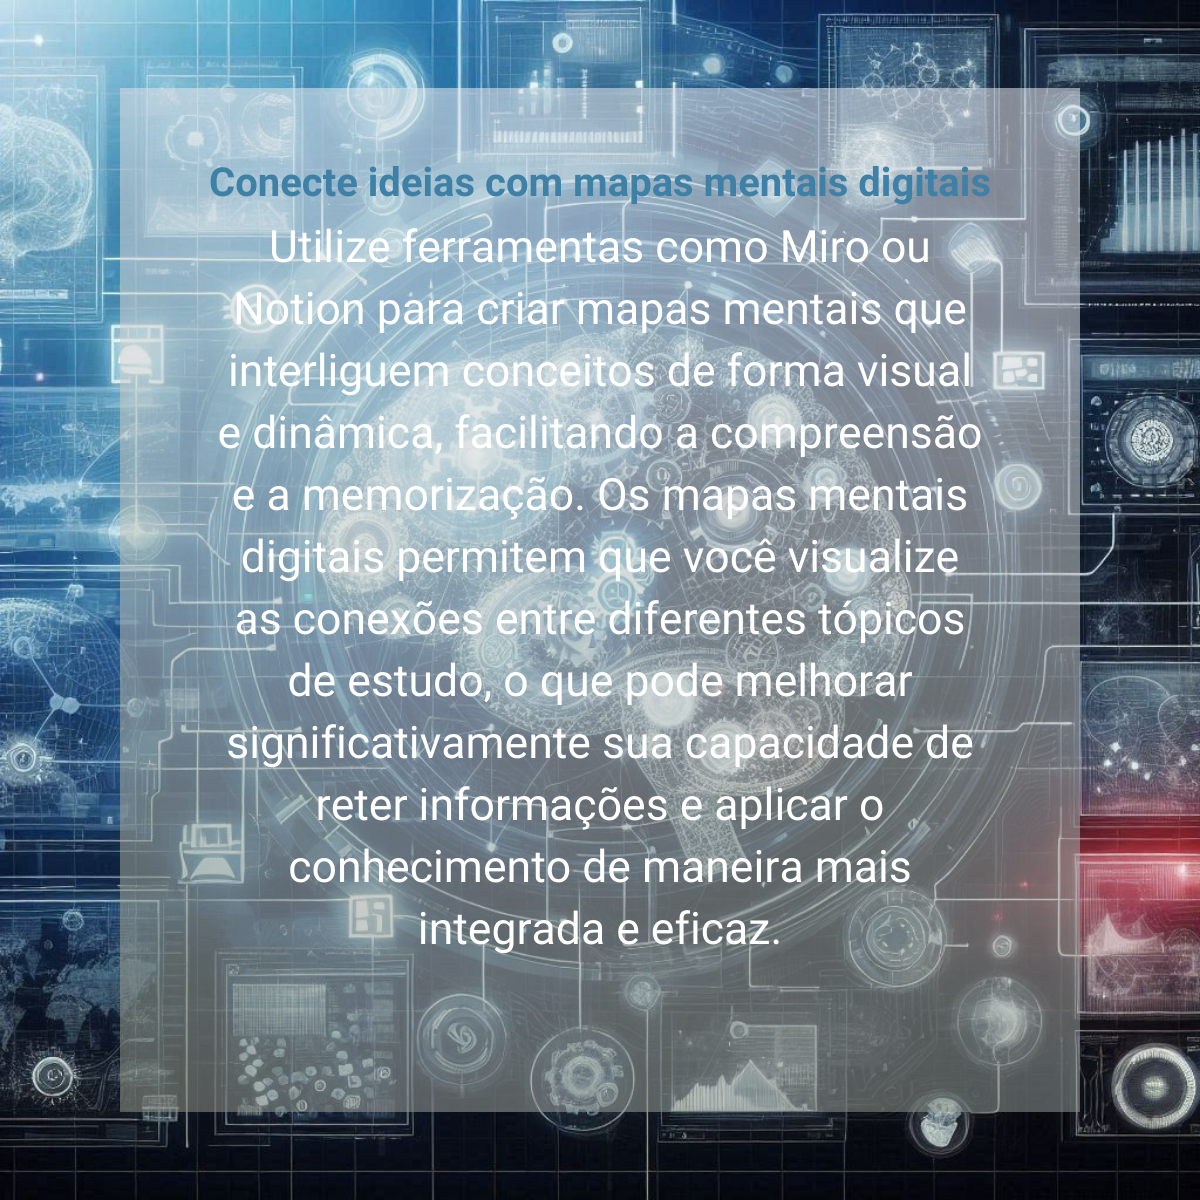 Conecte ideias com mapas mentais digitais
Utilize ferramentas como Miro ou
Notion para criar mapas mentais que
interliguem conceitos de forma visual
e dinâmica, facilitando a compreensão
e a memorização. Os mapas mentais
digitais permitem que você visualize
as conexões entre diferentes tópicos
de estudo, o que pode melhorar
significativamente sua capacidade de
reter informações e aplicar o
conhecimento de maneira mais
integrada e eficaz.